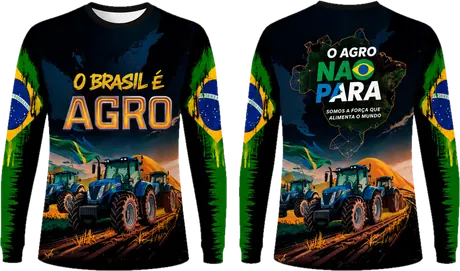 O BRASIL É
AGRO
O AGRO
NÃO
PARA
SOMOS A FORÇA QUE
ALIMENTA O MUNDO